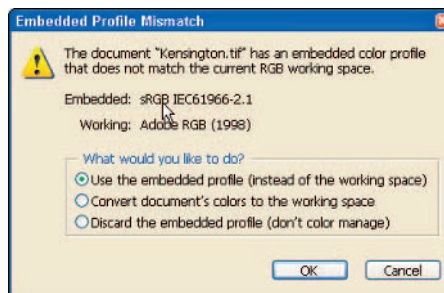 Embedded Profile Mismatch
The document "Kensington.tif" has an embedded color profile
that does not match the current RGB working space.
Embedded: sRGB IEC61966-2.1
Working: Adobe RGB (1998)
What would you like to do?
Use the embedded profile (instead of the working space)
Convert document's colors to the working space
Discard the embedded profile (don't color manage)
OK Cancel